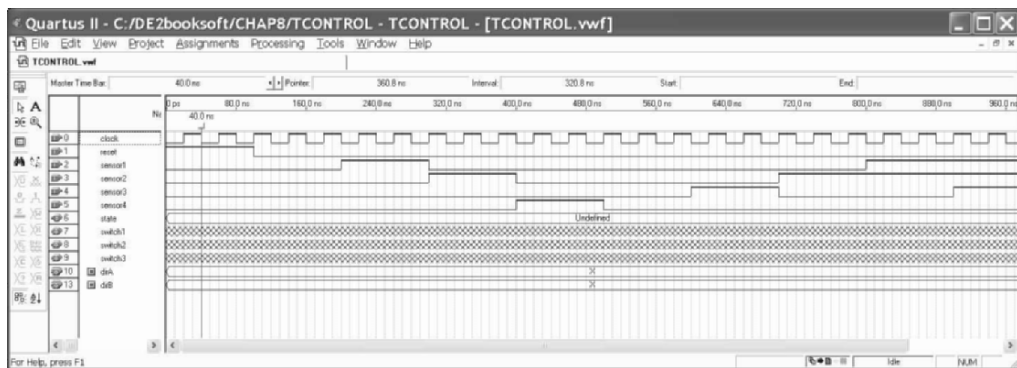 Quartus II - C:/DE2booksoft/CHAP8/TCONTROL - TCONTROL - [TCONTROL.vwf]
File Edit View Project Assignments Processing Tools Window Help
TCONTROL.vwf
Master Time Bar: 40.0 ns Pointer: 360.8 ns Interval: 320.8 ns Start: End:
0 ps 80.0 ns 160.0 ns 240.0 ns 320.0 ns 400.0 ns 480.0 ns 560.0 ns 640.0 ns 720.0 ns 800.0 ns 880.0 ns 960.0 ns
Na 40.0 ns
0 clock
1 reset
2 sensor1
3 sensor2
4 sensor3
5 sensor4
6 state Undefined
7 switch1
8 switch2
9 switch3
10 dirA X
13 dirB X
For Help, press F1 Idle NUM